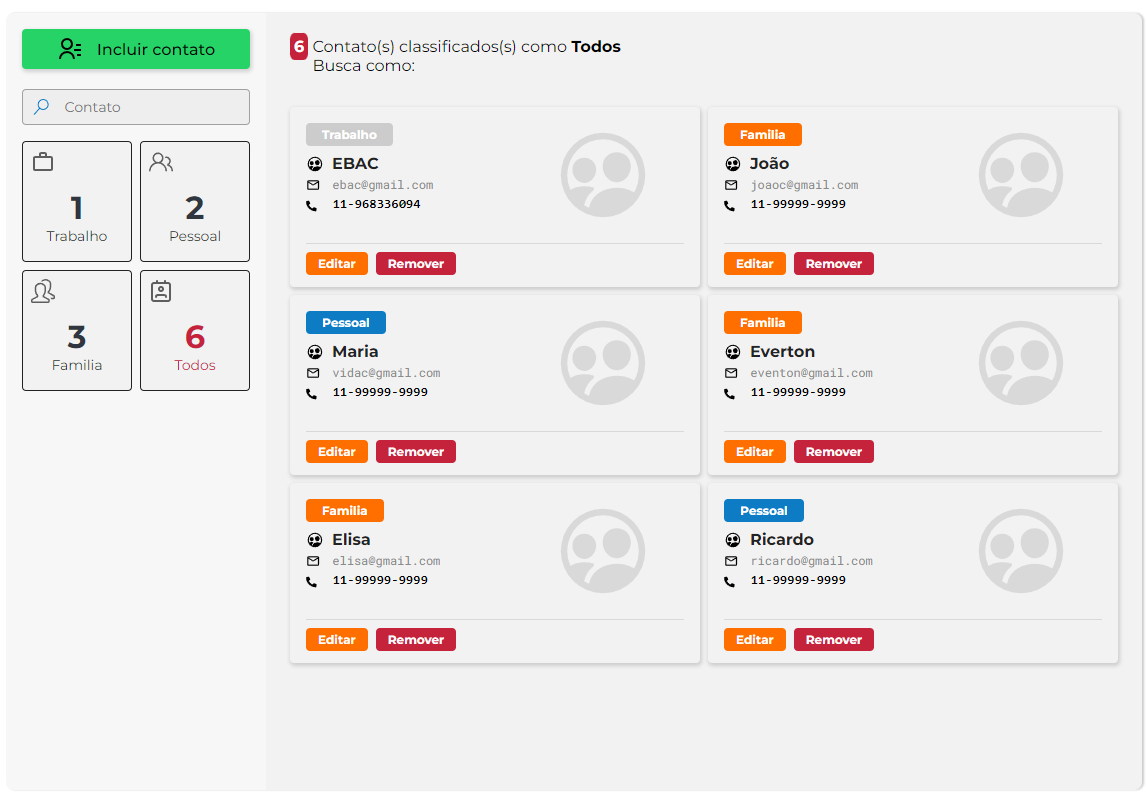 Incluir contato
Contato
1
Trabalho
2
Pessoal
3
Familia
6
Todos
6 Contato(s) classificados(s) como Todos
Busca como:
Trabalho
EBAC
ebac@gmail.com
11-968336094
Editar Remover
Familia
João
joaoc@gmail.com
11-99999-9999
Editar Remover
Pessoal
Maria
vidac@gmail.com
11-99999-9999
Editar Remover
Familia
Everton
eventon@gmail.com
11-99999-9999
Editar Remover
Familia
Elisa
elisa@gmail.com
11-99999-9999
Editar Remover
Pessoal
Ricardo
ricardo@gmail.com
11-99999-9999
Editar Remover